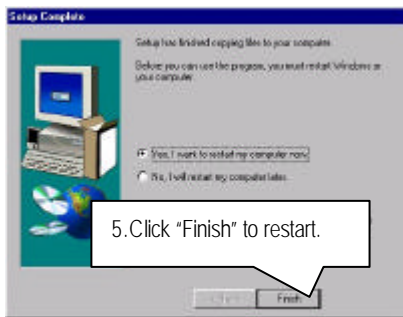 Setup Complete
Setup has finished copying files to your computer.
Before you can use the program, you must restart Windows or
your computer.
Yes, I want to restart my computer now.
No, I will restart my computer later.
5.Click “Finish” to restart.
Finish